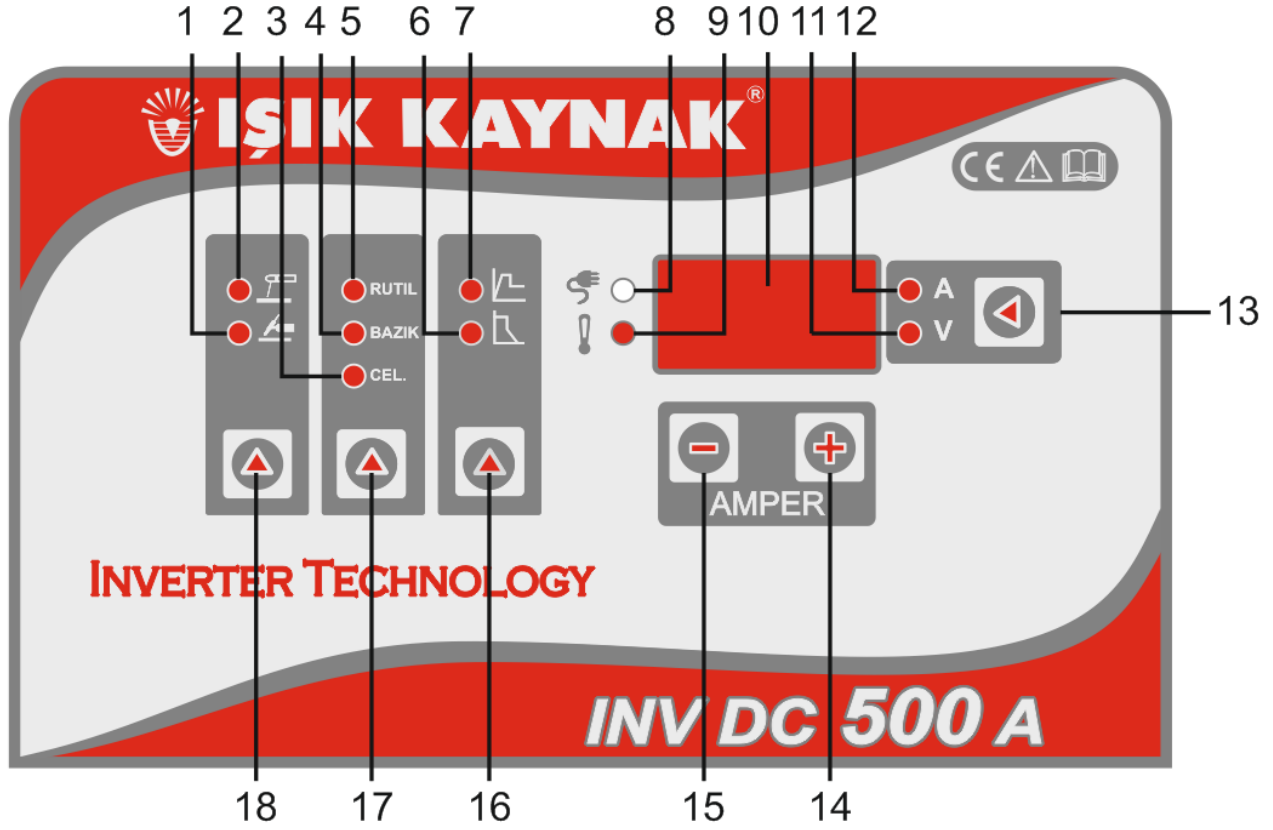 1 2 3 4 5 6 7 8 9 10 11 12
IŞIK KAYNAK®
CE
RUTIL
A
BAZIK
V
CEL.
13
AMPER
INVERTER TECHNOLOGY
INV DC 500 A
18 17 16 15 14